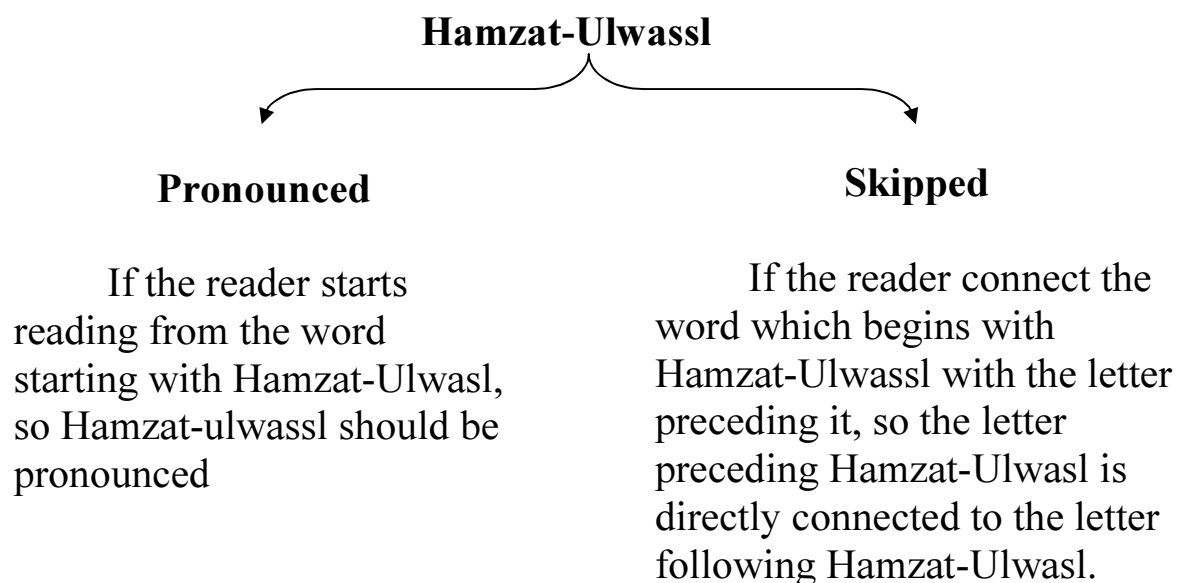 Hamzat-Ulwassl
Pronounced
If the reader starts
reading from the word
starting with Hamzat-Ulwasl,
so Hamzat-ulwassl should be
pronounced
Skipped
If the reader connect the
word which begins with
Hamzat-Ulwassl with the letter
preceding it, so the letter
preceding Hamzat-Ulwasl is
directly connected to the letter
following Hamzat-Ulwasl.